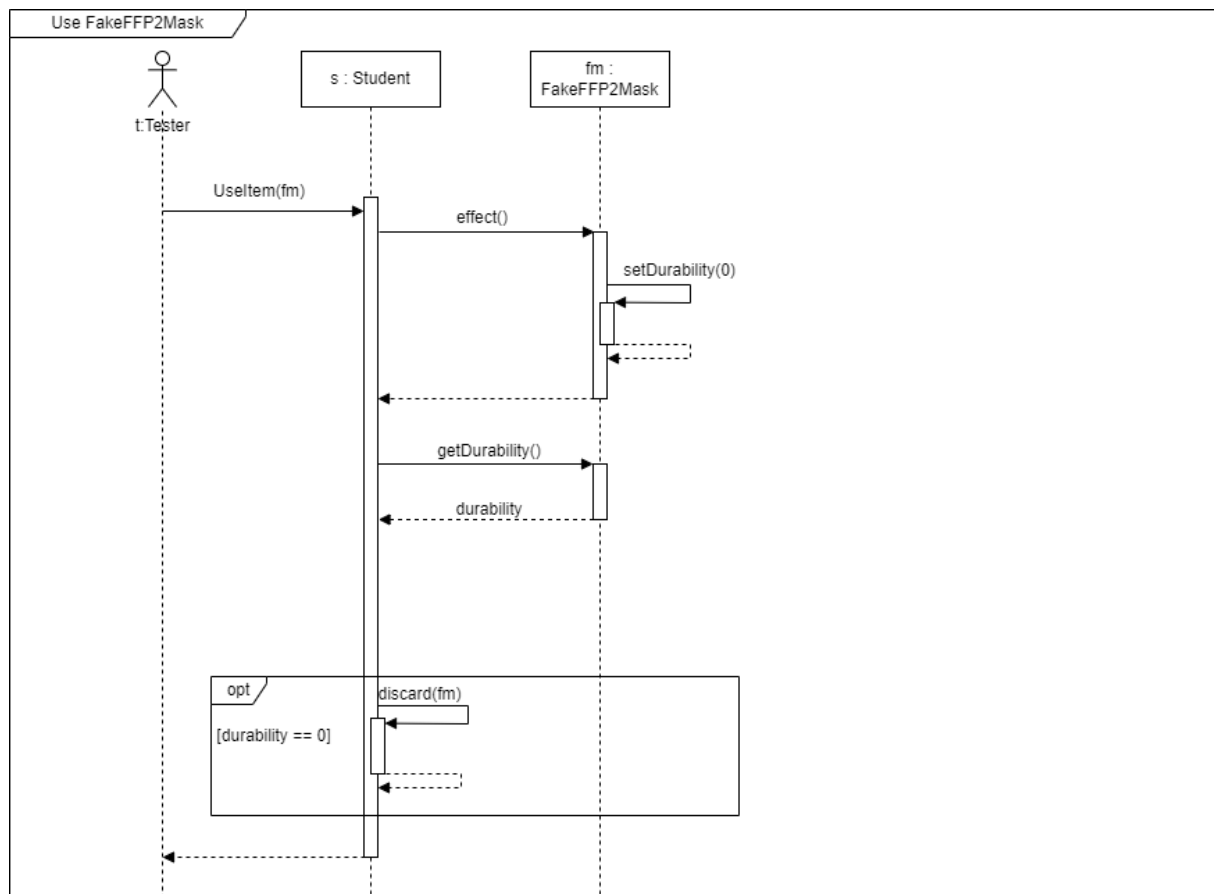 Use FakeFFP2Mask
t:Tester
s : Student
fm :
FakeFFP2Mask
UseItem(fm)
effect()
setDurability(0)
getDurability()
durability
opt
discard(fm)
[durability == 0]